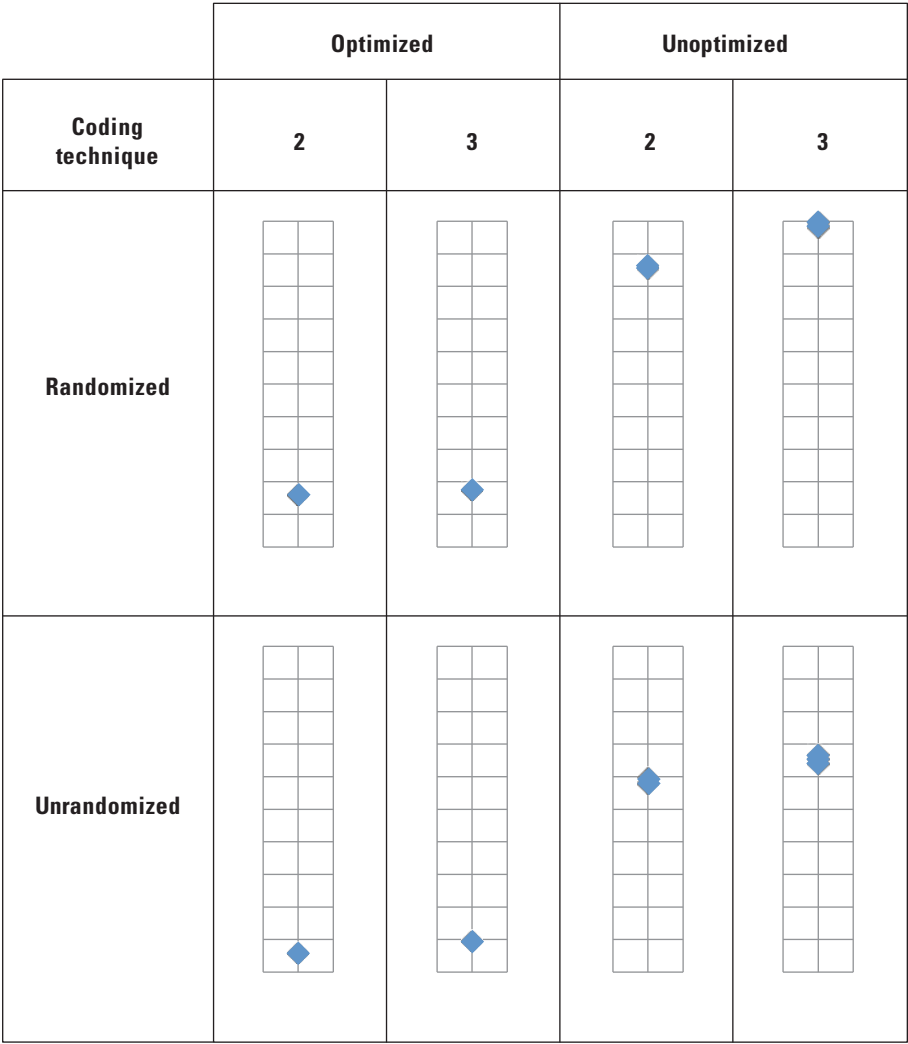 Optimized Unoptimized
Coding
technique
2 3 2 3
Randomized
Unrandomized